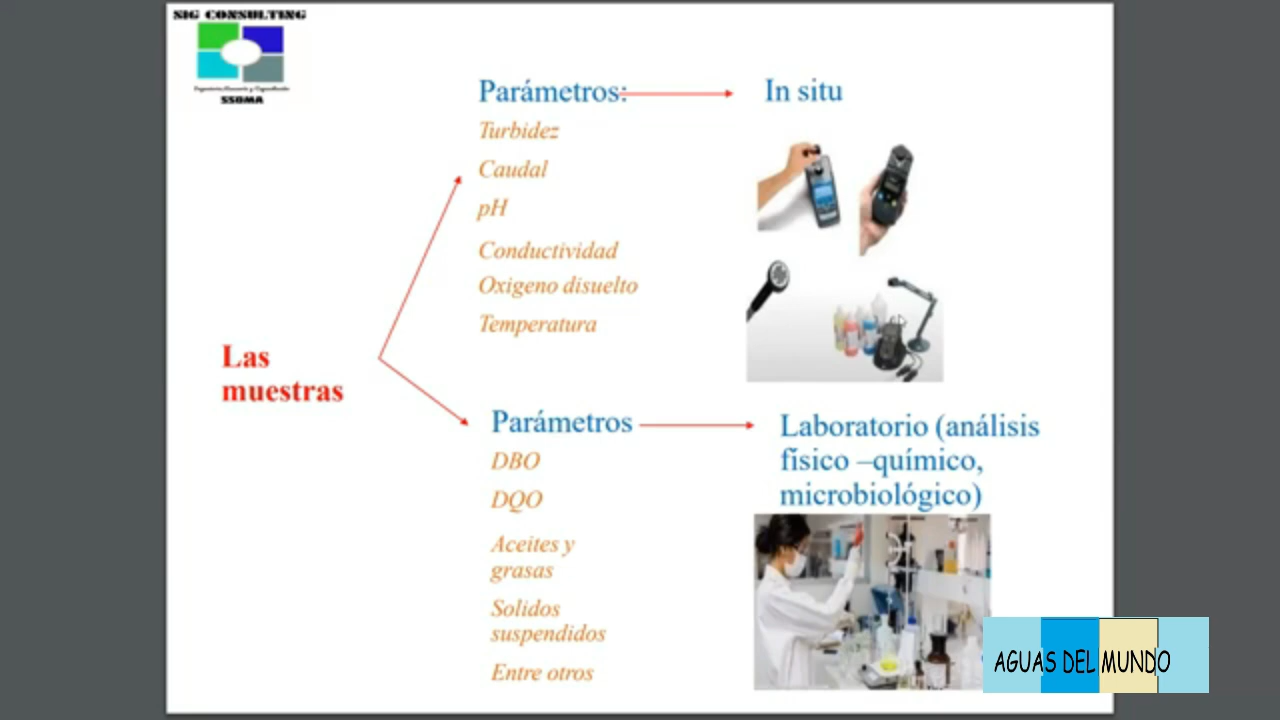 SIG CONSULTING
SSOMA
Parámetros:
In situ
Turbidez
Caudal
pH
Conductividad
Oxigeno disuelto
Temperatura
Las
muestras
Parámetros
DBO
DQO
Aceites y
grasas
Solidos
suspendidos
Entre otros
Laboratorio (análisis
físico –químico,
microbiológico)
AGUAS DEL MUNDO